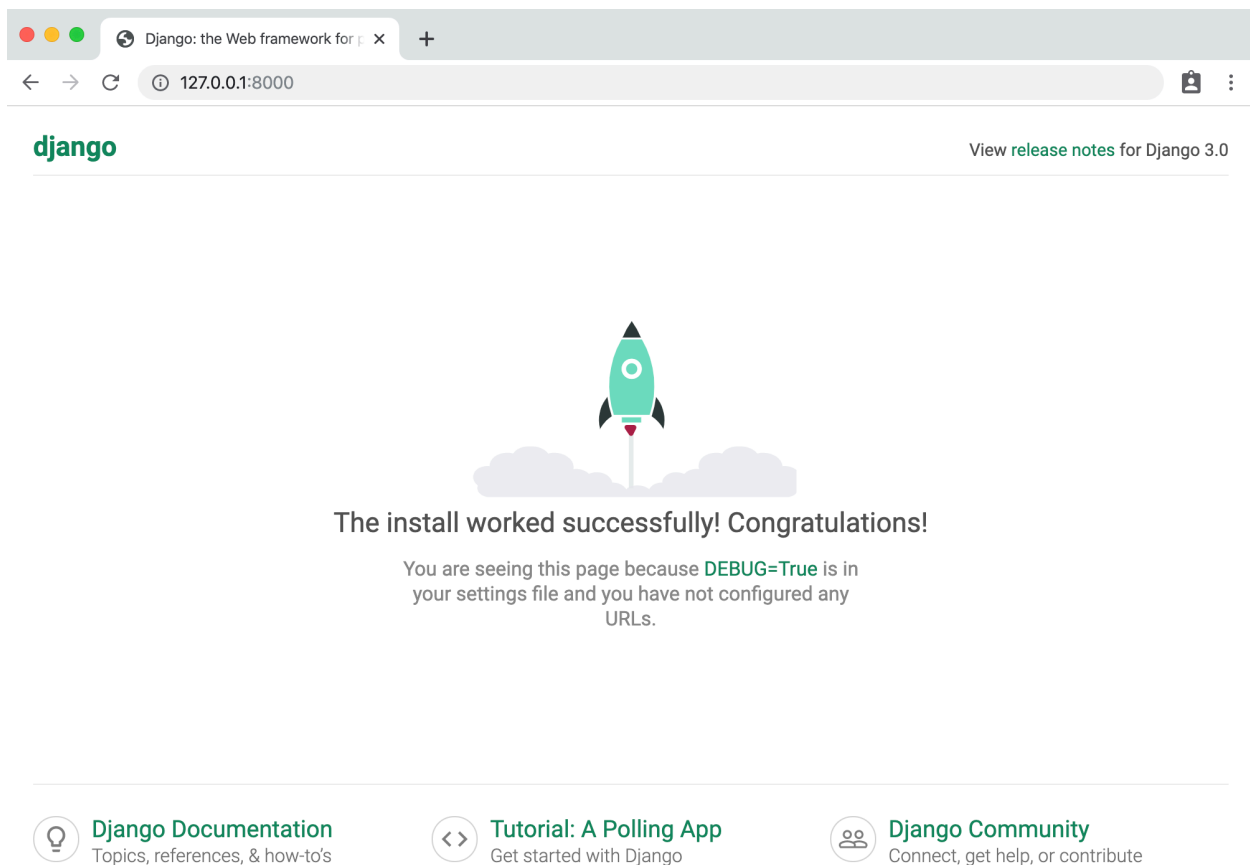 Django: the Web framework for p
127.0.0.1:8000
django
View release notes for Django 3.0
The install worked successfully! Congratulations!
You are seeing this page because DEBUG=True is in
your settings file and you have not configured any
URLs.
Django Documentation
Topics, references, & how-to’s
Tutorial: A Polling App
Get started with Django
Django Community
Connect, get help, or contribute